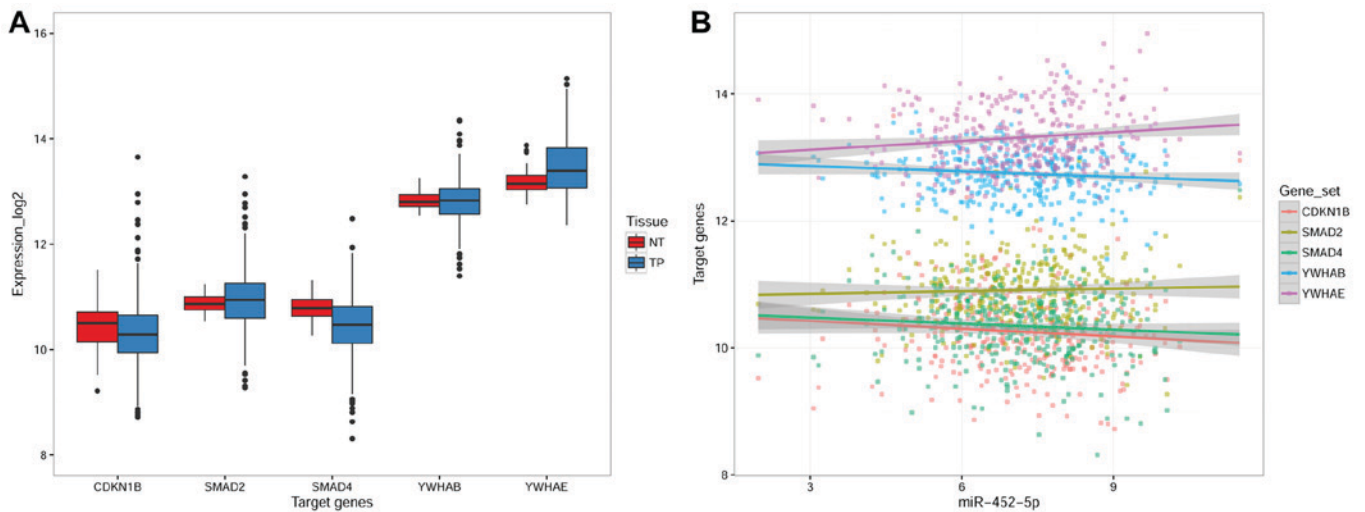 A
16
14
12
10
8
Expression_log2
CDKN1B SMAD2 SMAD4 YWHAB YWHAE
Target genes
Tissue
NT
TP
B
14
12
10
8
Target genes
3 6 9
miR-452-5p
Gene_set
CDKN1B
SMAD2
SMAD4
YWHAB
YWHAE